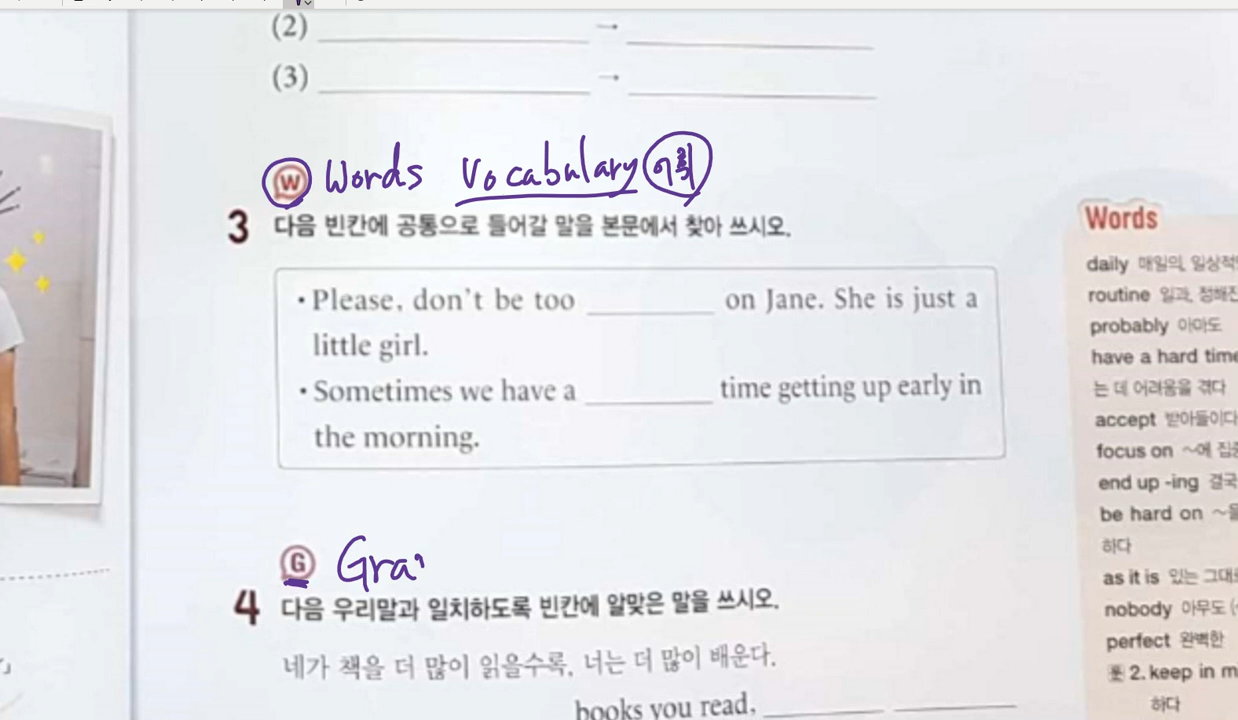 (2) ____________ → ____________
(3) ____________ → ____________
W Words Vocabulary 어휘
3 다음 빈칸에 공통으로 들어갈 말을 본문에서 찾아 쓰시오.
• Please, don't be too ________ on Jane. She is just a
little girl.
• Sometimes we have a ________ time getting up early in
the morning.
G Gra
4 다음 우리말과 일치하도록 빈칸에 알맞은 말을 쓰시오.
네가 책을 더 많이 읽을수록, 너는 더 많이 배운다.
books you read, ________ ________
Words
daily 매일의, 일상적
routine 일과, 정해진
probably 아마도
have a hard time
는 데 어려움을 겪다
accept 받아들이다
focus on ~에 집중
end up -ing 결국
be hard on ~을
하다
as it is 있는 그대로
nobody 아무도
perfect 완벽한
2. keep in m
하다